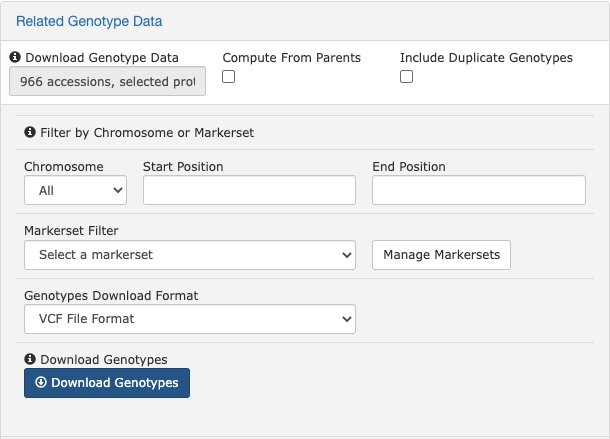 Related Genotype Data
Download Genotype Data Compute From Parents Include Duplicate Genotypes
966 accessions, selected prot
Filter by Chromosome or Markerset
Chromosome Start Position End Position
All
Markerset Filter
Select a markerset Manage Markersets
Genotypes Download Format
VCF File Format
Download Genotypes
Download Genotypes